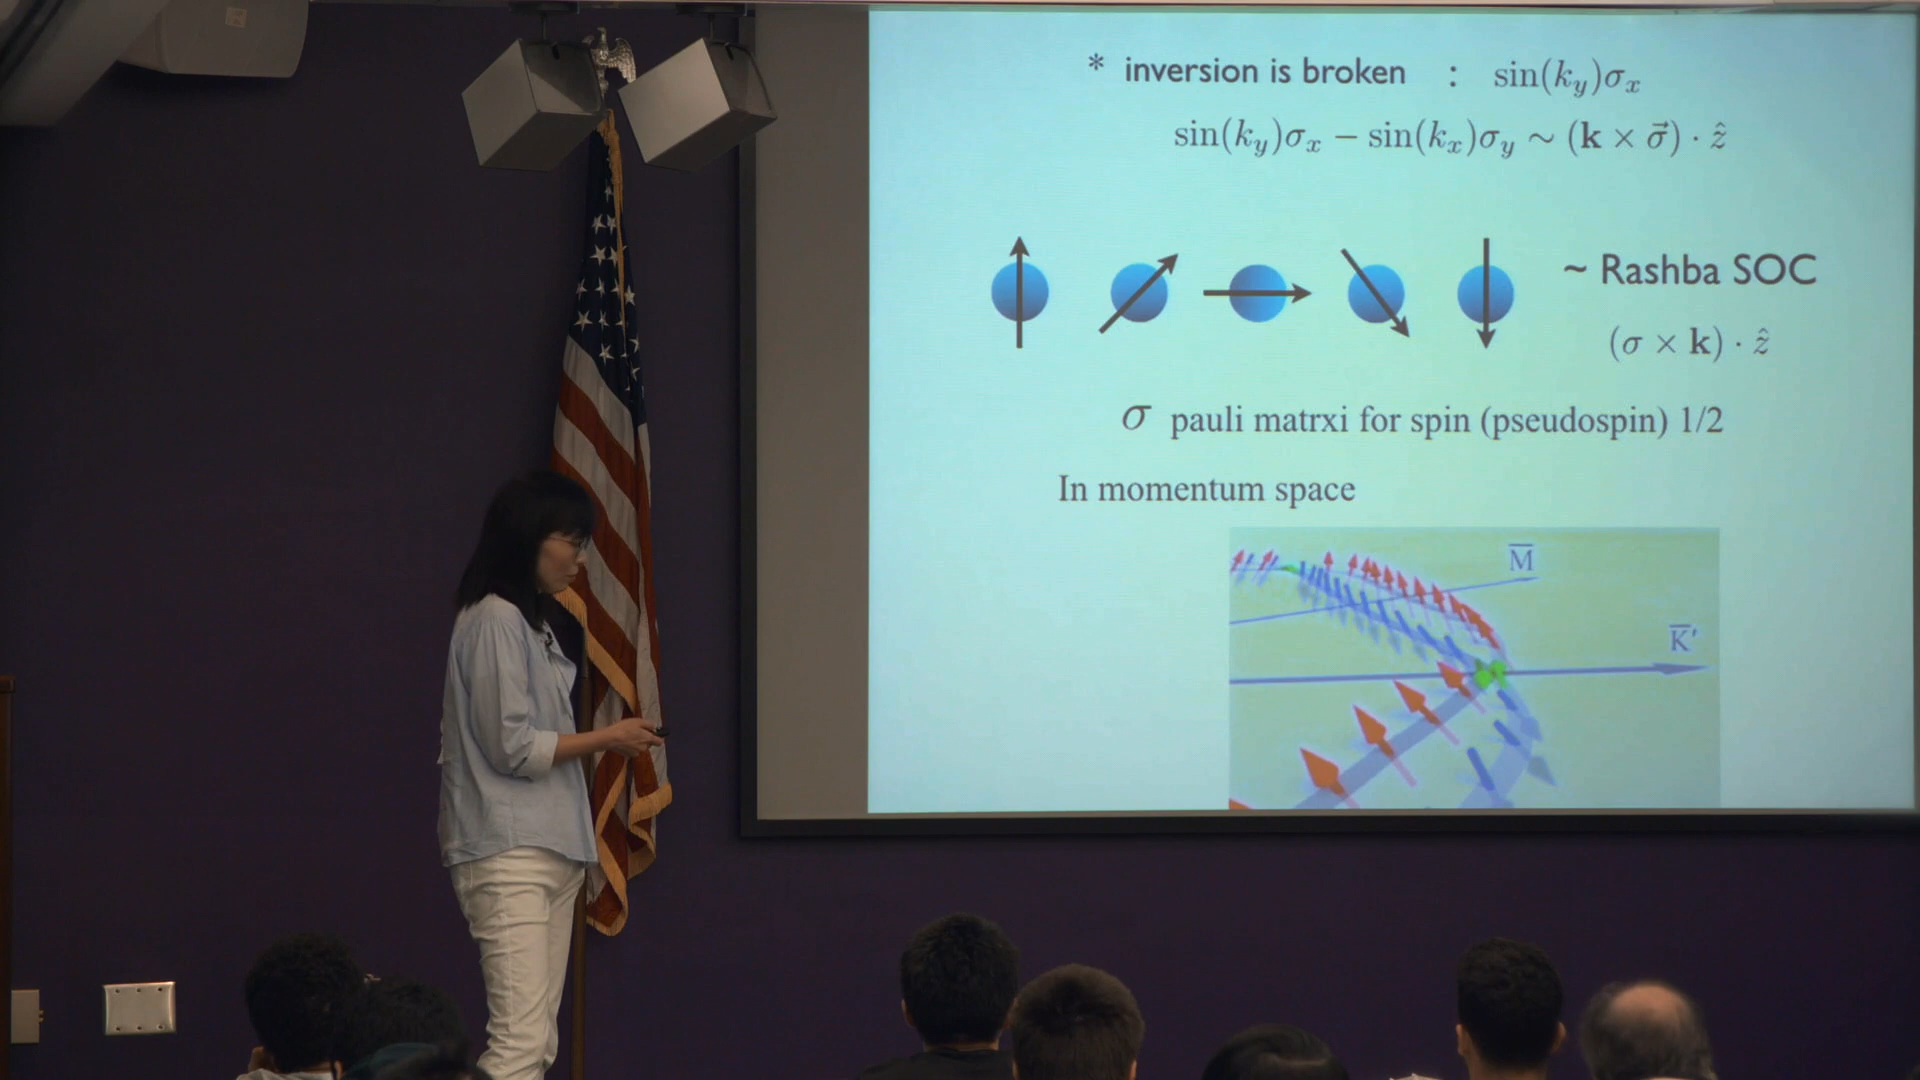 * inversion is broken : sin(k_y)σ_x
sin(k_y)σ_x − sin(k_x)σ_y ∼ (𝐤 × σ⃗) · ẑ
~ Rashba SOC
(σ × 𝐤) · ẑ
σ pauli matrxi for spin (pseudospin) 1/2
In momentum space
M̅
K̅′